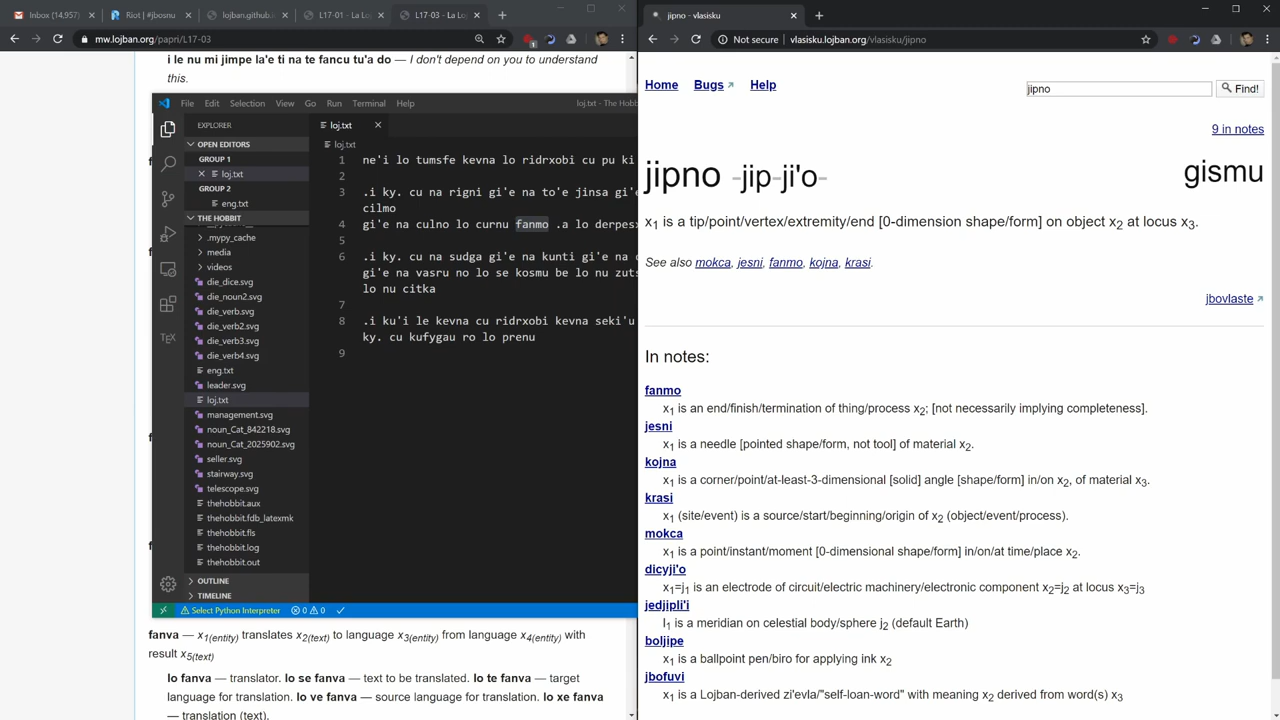 Inbox (14,957)
Riot | #jbosnu
lojban.github.i
L17-01 - La Lo
L17-03 - La Lo
mw.lojban.org/papri/L17-03
i le nu mi jimpe la'e ti na te fancu tu'a do — I don't depend on you to understand
this.
File Edit Selection View Go Run Terminal Help
loj.txt - The Hobbit
EXPLORER
OPEN EDITORS
GROUP 1
loj.txt
GROUP 2
eng.txt
THE HOBBIT
.mypy_cache
media
videos
die_dice.svg
die_noun2.svg
die_verb.svg
die_verb2.svg
die_verb3.svg
die_verb4.svg
eng.txt
leader.svg
loj.txt
management.svg
noun_Cat_842218.svg
noun_Cat_2025902.svg
seller.svg
stairway.svg
telescope.svg
thehobbit.aux
thehobbit.fdb_latexmk
thehobbit.fls
thehobbit.log
thehobbit.out
OUTLINE
TIMELINE
loj.txt
loj.txt
1 ne'i lo tumsfe kevna lo ridrxobi cu pu ki
2
3 .i ky. cu na rigni gi'e na to'e jinsa gi'e
cilmo
4 gi'e na culno lo curnu fanmo .a lo derpesx
5
6 .i ky. cu na sudga gi'e na kunti gi'e na c
gi'e na vasru no lo se kosmu be lo nu zuts
lo nu citka
7
8 .i ku'i le kevna cu ridrxobi kevna seki'u
ky. cu kufygau ro lo prenu
9
TEX
Select Python Interpreter 0 0
fanva — x1(entity) translates x2(text) to language x3(entity) from language x4(entity) with
result x5(text)
lo fanva — translator. lo se fanva — text to be translated. lo te fanva — target
language for translation. lo ve fanva — source language for translation. lo xe fanva
— translation (text).
jipno - vlasisku
Not secure | vlasisku.lojban.org/vlasisku/jipno
Home Bugs Help
jipno Find!
9 in notes
jipno -jip-ji'o- gismu
x1 is a tip/point/vertex/extremity/end [0-dimension shape/form] on object x2 at locus x3.
See also mokca, jesni, fanmo, kojna, krasi.
jbovlaste
In notes:
fanmo
x1 is an end/finish/termination of thing/process x2; [not necessarily implying completeness].
jesni
x1 is a needle [pointed shape/form, not tool] of material x2.
kojna
x1 is a corner/point/at-least-3-dimensional [solid] angle [shape/form] in/on x2, of material x3.
krasi
x1 (site/event) is a source/start/beginning/origin of x2 (object/event/process).
mokca
x1 is a point/instant/moment [0-dimensional shape/form] in/on/at time/place x2.
dicyji'o
x1=j1 is an electrode of circuit/electric machinery/electronic component x2=j2 at locus x3=j3
jedjipli'i
l1 is a meridian on celestial body/sphere j2 (default Earth)
boljipe
x1 is a ballpoint pen/biro for applying ink x2
jbofuvi
x1 is a Lojban-derived zi'evla/"self-loan-word" with meaning x2 derived from word(s) x3